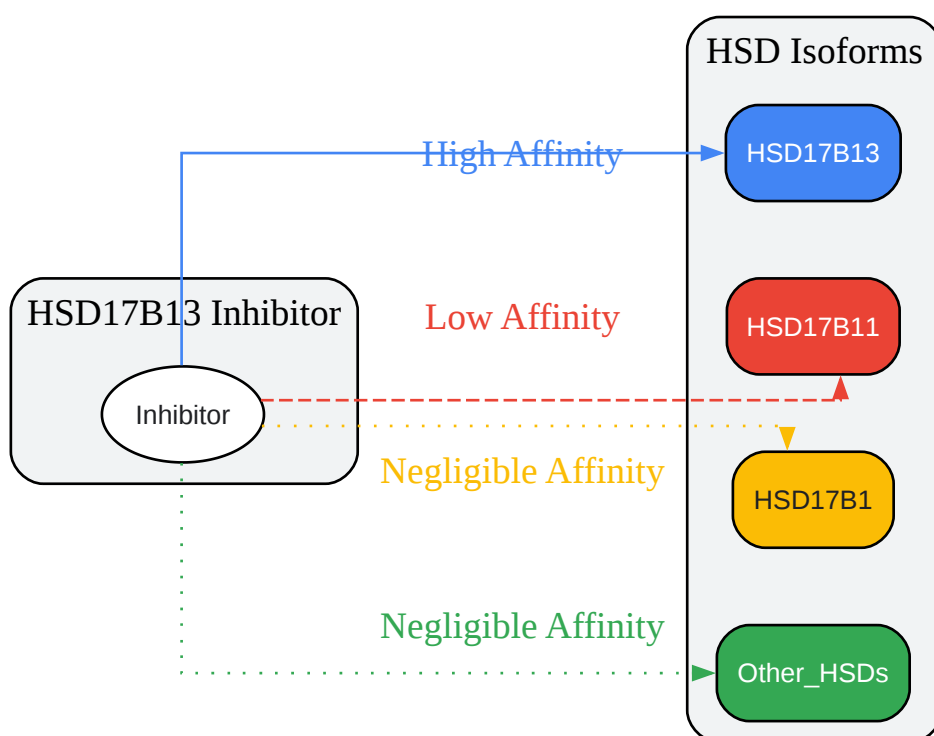 HSD Isoforms
High Affinity
HSD17B13
HSD17B13 Inhibitor
Low Affinity
HSD17B11
Inhibitor
Negligible Affinity
HSD17B1
Negligible Affinity
Other_HSDs